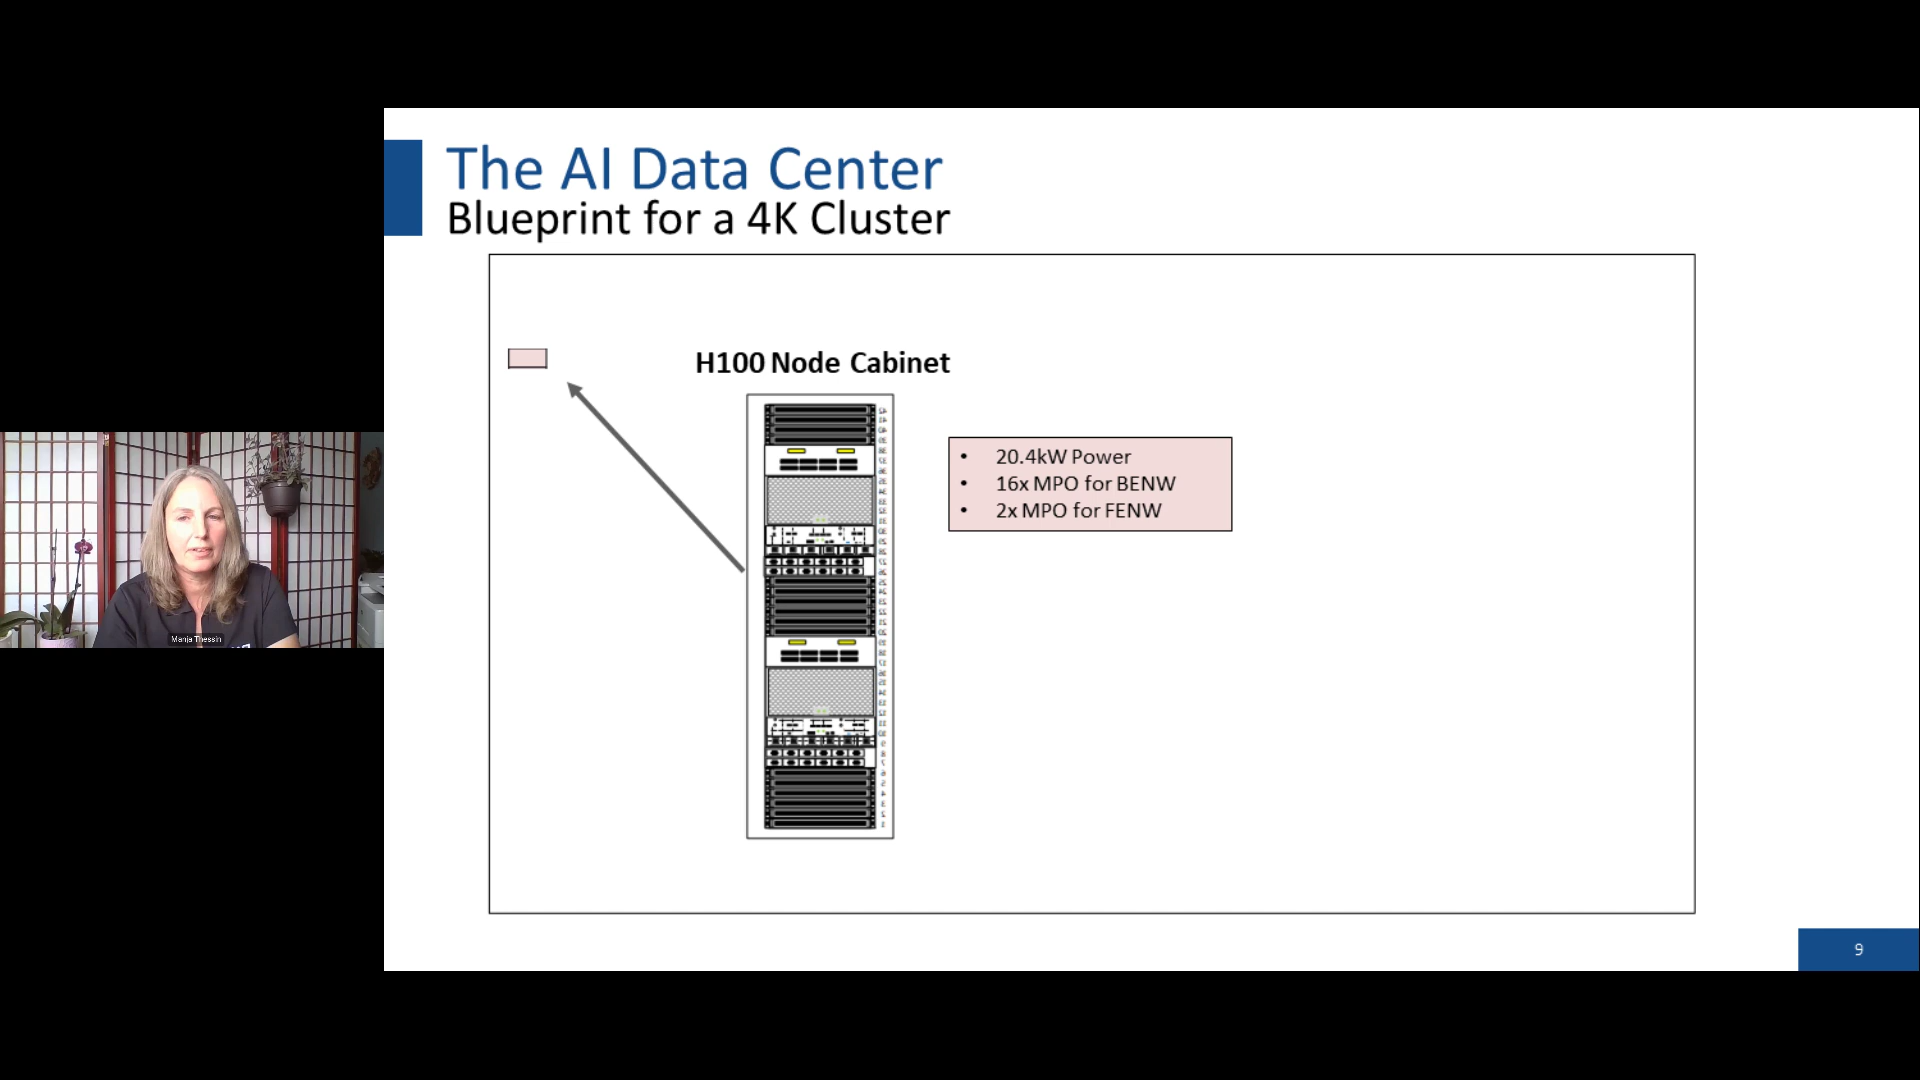 The AI Data Center
Blueprint for a 4K Cluster
H100 Node Cabinet
• 20.4kW Power
• 16x MPO for BENW
• 2x MPO for FENW
Manja Thessin
9